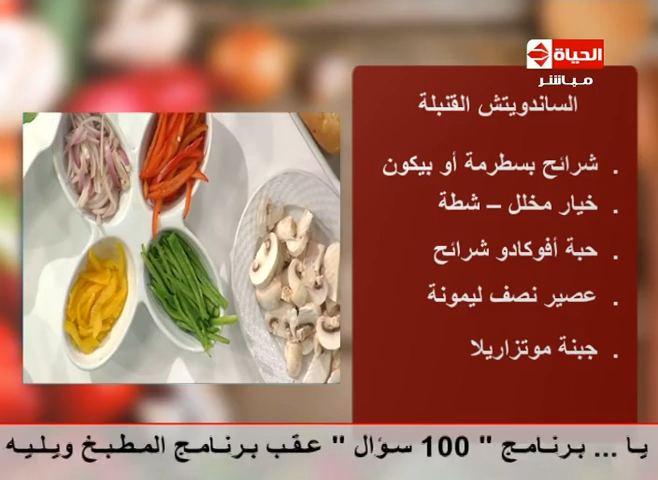 الحياة
مباشر
الساندويتش القنبلة
. شرائح بسطرمة أو بيكون
. خيار مخلل – شطة
. حبة أفوكادو شرائح
. عصير نصف ليمونة
. جبنة موتزاريلا
يا ... برنامج " 100 سؤال " عقب برنامج المطبخ ويليه